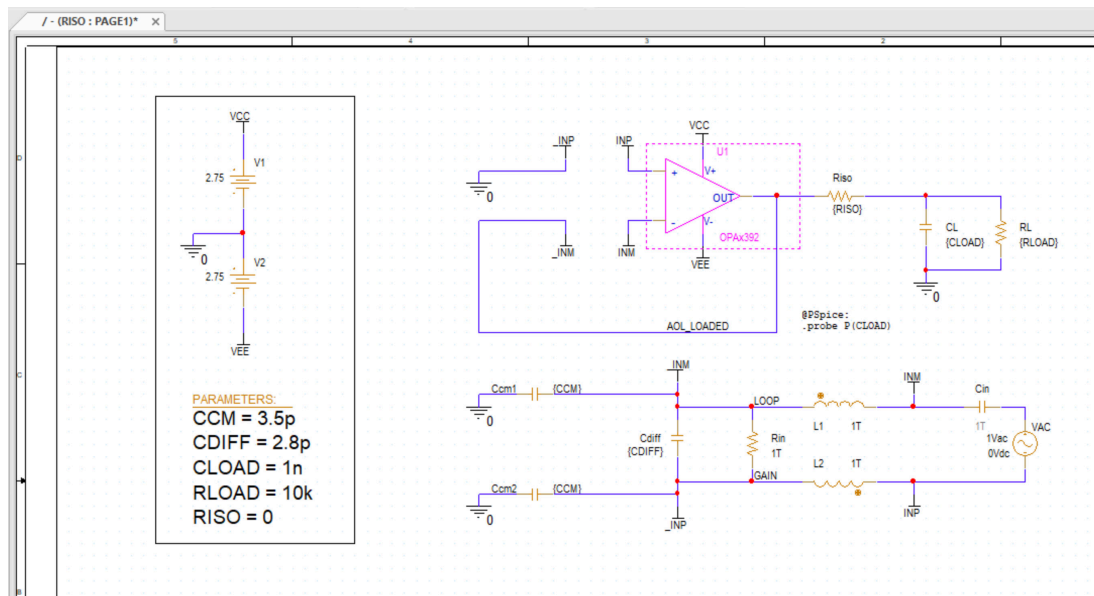 / - (RISO : PAGE1)*
5
4
3
2
D
C
B
VCC
V1
2.75
0
V2
2.75
VEE
PARAMETERS:
CCM = 3.5p
CDIFF = 2.8p
CLOAD = 1n
RLOAD = 10k
RISO = 0
_INP
INP
VCC
U1
0
+
V+
OUT
-
V-
_INM
INM
VEE
OPAx392
Riso
{RISO}
CL
{CLOAD}
RL
{RLOAD}
0
AOL_LOADED
@PSpice:
.probe P(CLOAD)
_INM
INM
Ccm1
{CCM}
0
LOOP
L1
1T
Cin
1T
VAC
1Vac
0Vdc
Cdiff
{CDIFF}
Rin
1T
L2
1T
GAIN
Ccm2
{CCM}
0
_INP
INP